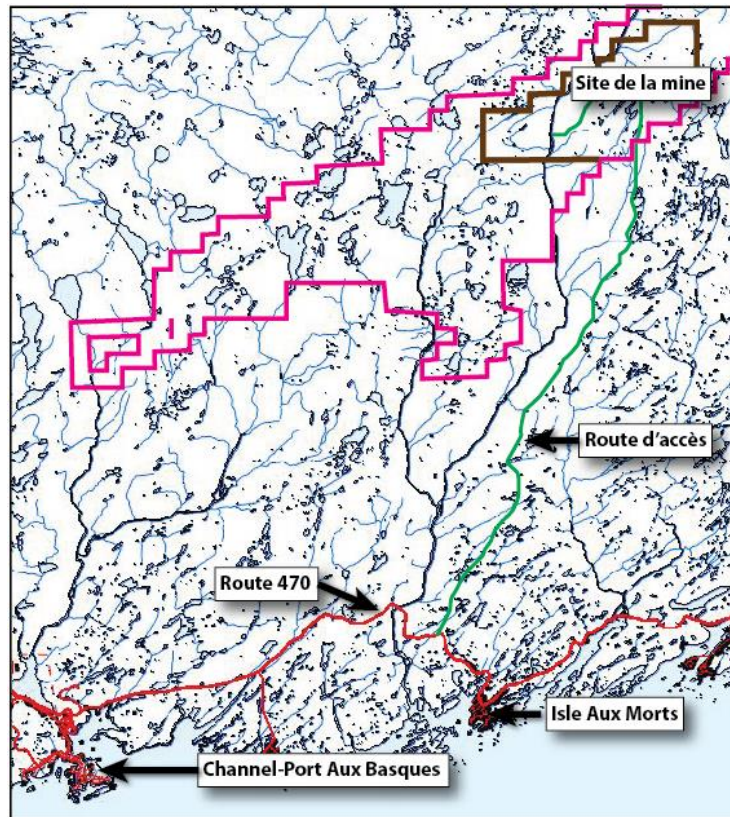 Site de la mine
Route d'accès
Route 470
Isle Aux Morts
Channel-Port Aux Basques